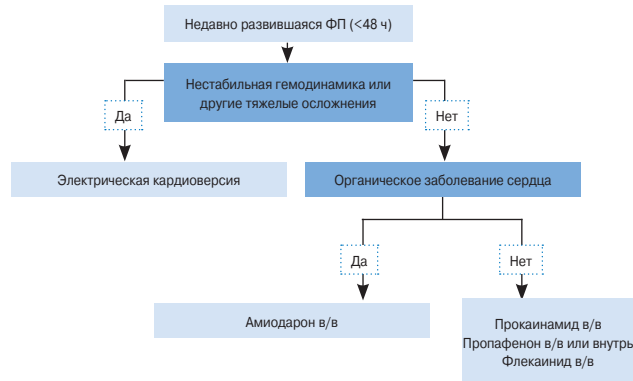 Недавно развившаяся ФП (<48 ч)
Нестабильная гемодинамика или
другие тяжелые осложнения
Да
Нет
Электрическая кардиоверсия
Органическое заболевание сердца
Да
Нет
Амиодарон в/в
Прокаинамид в/в
Пропафенон в/в или внутрь
Флекаинид в/в